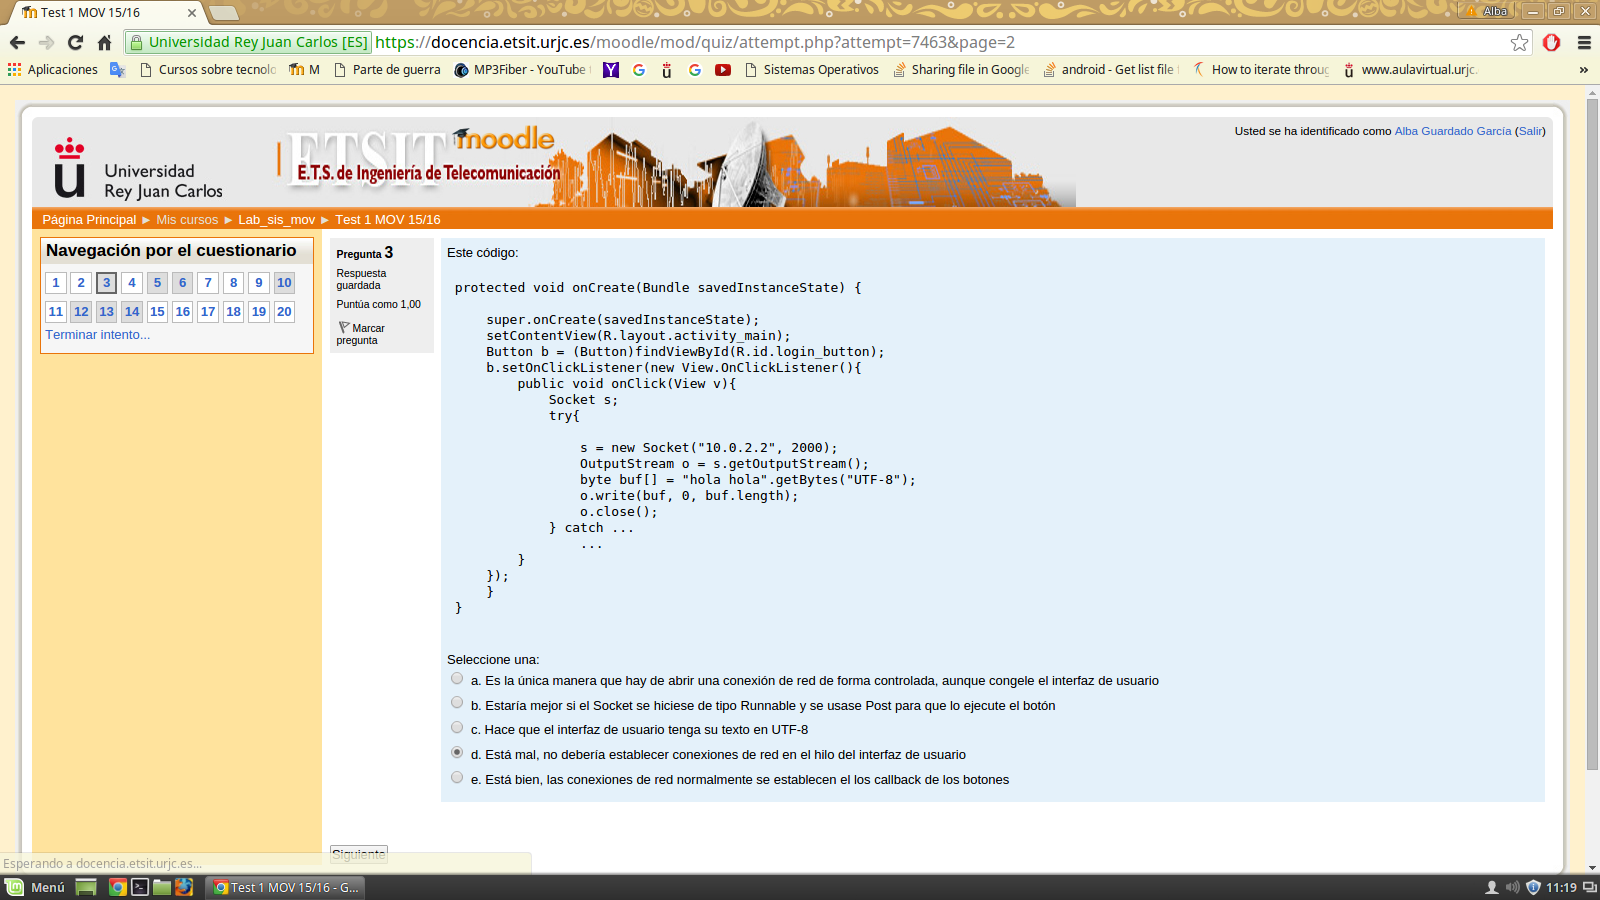 Test 1 MOV 15/16
Alba
Universidad Rey Juan Carlos [ES] https://docencia.etsit.urjc.es/moodle/mod/quiz/attempt.php?attempt=7463&page=2
Aplicaciones Cursos sobre tecnolo M Parte de guerra MP3Fiber - YouTube Sistemas Operativos Sharing file in Google android - Get list file How to iterate throug www.aulavirtual.urjc. »
Universidad
Rey Juan Carlos
ETSIT moodle
E.T.S. de Ingeniería de Telecomunicación
Usted se ha identificado como Alba Guardado García (Salir)
Página Principal ► Mis cursos ► Lab_sis_mov ► Test 1 MOV 15/16
Navegación por el cuestionario
1 2 3 4 5 6 7 8 9 10
11 12 13 14 15 16 17 18 19 20
Terminar intento...
Pregunta 3
Respuesta
guardada
Puntúa como 1,00
Marcar
pregunta
Este código:
protected void onCreate(Bundle savedInstanceState) {
super.onCreate(savedInstanceState);
setContentView(R.layout.activity_main);
Button b = (Button)findViewById(R.id.login_button);
b.setOnClickListener(new View.OnClickListener(){
public void onClick(View v){
Socket s;
try{
s = new Socket("10.0.2.2", 2000);
OutputStream o = s.getOutputStream();
byte buf[] = "hola hola".getBytes("UTF-8");
o.write(buf, 0, buf.length);
o.close();
} catch ...
...
}
});
}
}
Seleccione una:
a. Es la única manera que hay de abrir una conexión de red de forma controlada, aunque congele el interfaz de usuario
b. Estaría mejor si el Socket se hiciese de tipo Runnable y se usase Post para que lo ejecute el botón
c. Hace que el interfaz de usuario tenga su texto en UTF-8
d. Está mal, no debería establecer conexiones de red en el hilo del interfaz de usuario
e. Está bien, las conexiones de red normalmente se establecen el los callback de los botones
Siguiente
Esperando a docencia.etsit.urjc.es...
Menú Test 1 MOV 15/16 - G... 11:19